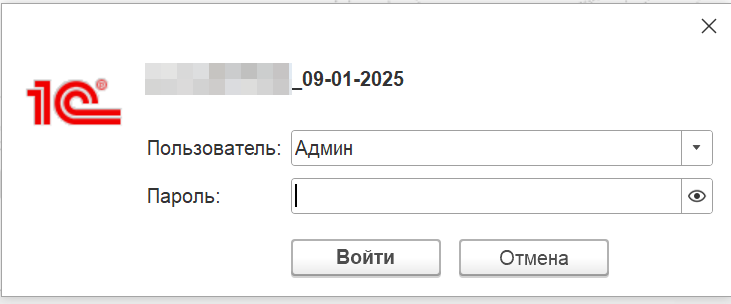 1С®
_09-01-2025
Пользователь: Админ
Пароль:
Войти Отмена